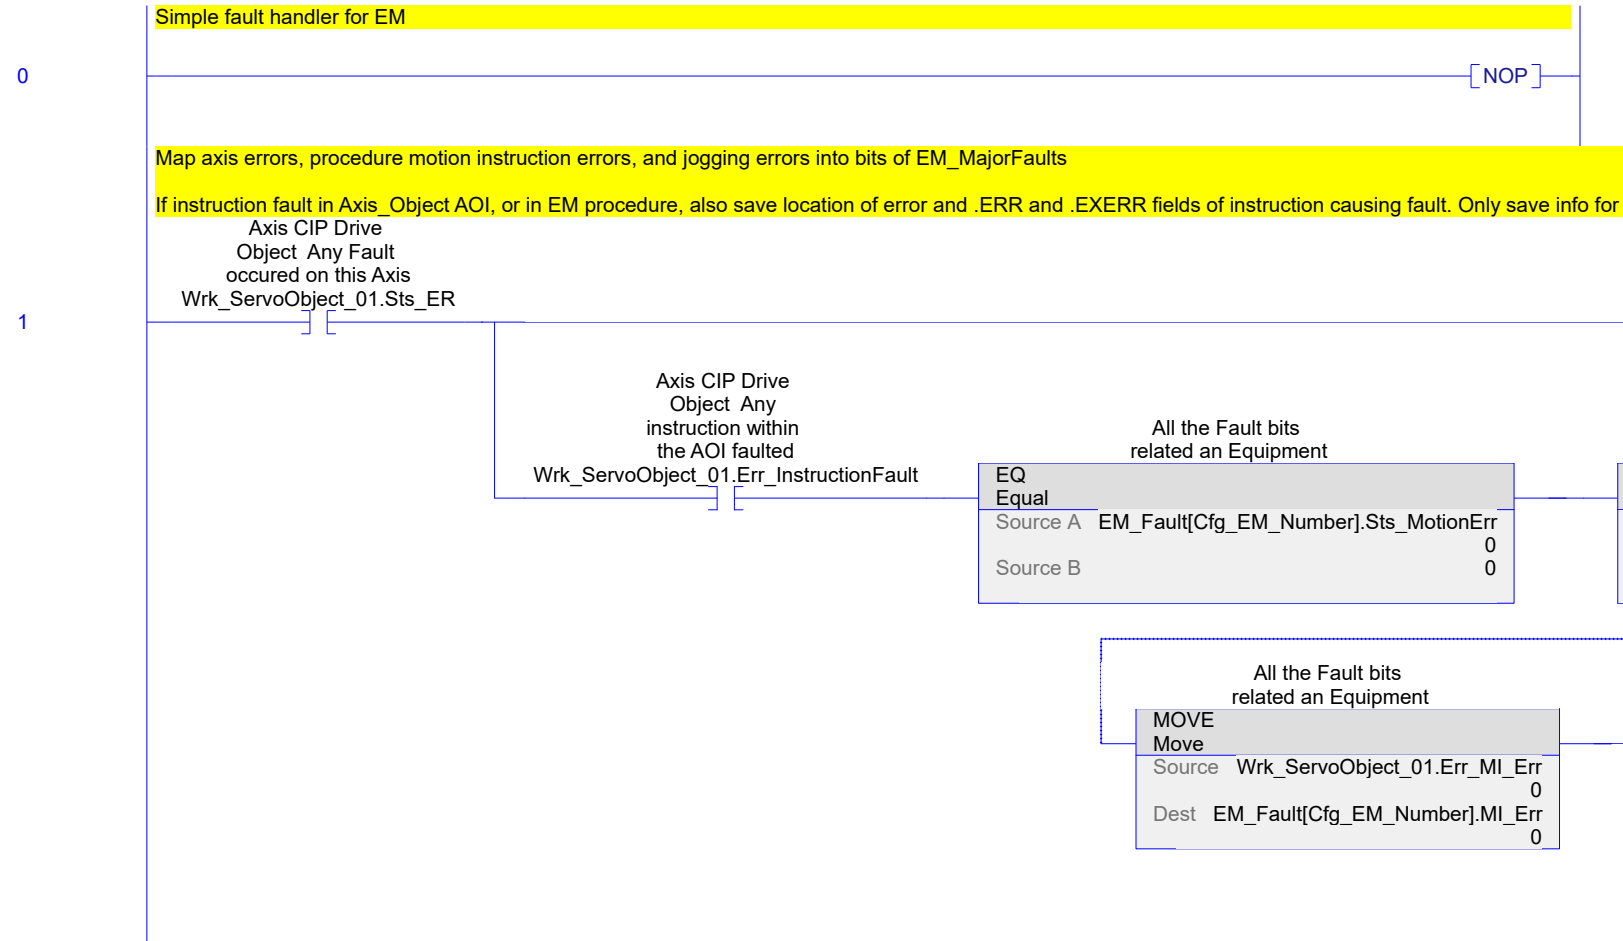 Simple fault handler for EM
0
NOP
Map axis errors, procedure motion instruction errors, and jogging errors into bits of EM_MajorFaults
If instruction fault in Axis_Object AOI, or in EM procedure, also save location of error and .ERR and .EXERR fields of instruction causing fault. Only save info for
Axis CIP Drive
Object  Any Fault
occured on this Axis
Wrk_ServoObject_01.Sts_ER
1
Axis CIP Drive
Object  Any
instruction within
the AOI faulted
Wrk_ServoObject_01.Err_InstructionFault
All the Fault bits
related an Equipment
EQ
Equal
Source A EM_Fault[Cfg_EM_Number].Sts_MotionErr
0
Source B 0
All the Fault bits
related an Equipment
MOVE
Move
Source Wrk_ServoObject_01.Err_MI_Err
0
Dest EM_Fault[Cfg_EM_Number].MI_Err
0